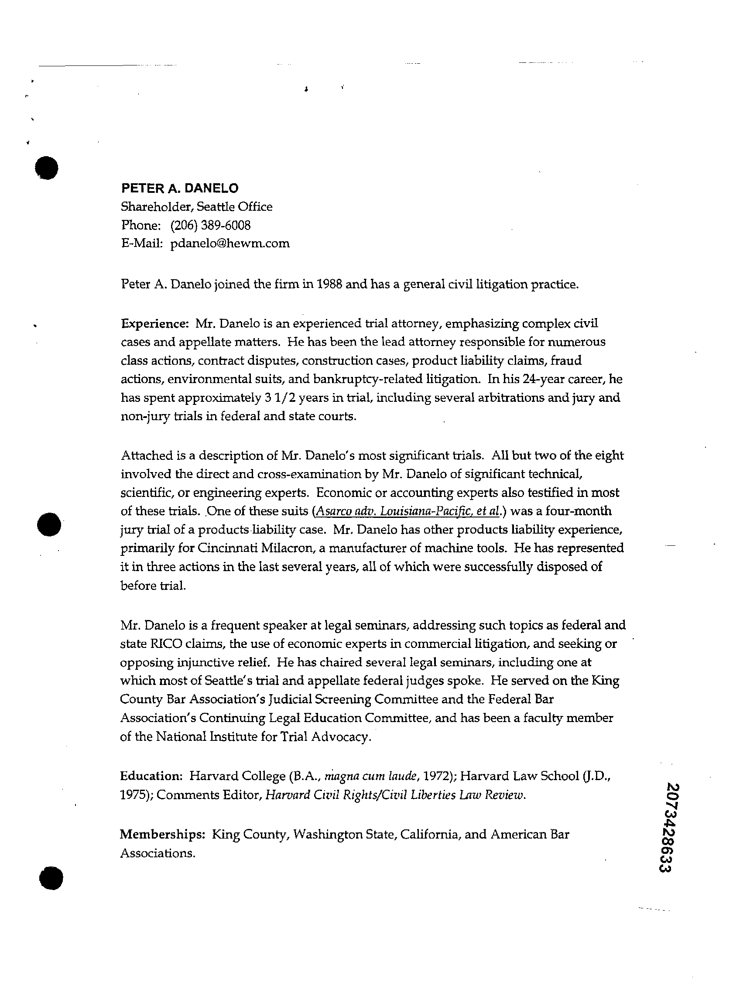 PETER A. DANELO
Shareholder, Seattle Office
Phone: (206) 389-6008
E-Mail: pdanelo@hewm.com
Peter A. Danelo joined the firm in 1988 and has a general civil litigation practice.
Experience: Mr. Danelo is an experienced trial attorney, emphasizing complex civil
cases and appellate matters. He has been the lead attorney responsible for numerous
class actions, contract disputes, construction cases, product liability claims, fraud
actions, environmental suits, and bankruptcy-related litigation. In his 24-year career, he
has spent approximately 3 1/2 years in trial, including several arbitrations and jury and
non-jury trials in federal and state courts.
Attached is a description of Mr. Danelo's most significant trials. All but two of the eight
involved the direct and cross-examination by Mr. Danelo of significant technical,
scientific, or engineering experts. Economic or accounting experts also testified in most
of these trials. One of these suits (Asarco adv. Louisiana-Pacific, et al.) was a four-month
jury trial of a products liability case. Mr. Danelo has other products liability experience,
primarily for Cincinnati Milacron, a manufacturer of machine tools. He has represented
it in three actions in the last several years, all of which were successfully disposed of
before trial.
Mr. Danelo is a frequent speaker at legal seminars, addressing such topics as federal and
state RICO claims, the use of economic experts in commercial litigation, and seeking or
opposing injunctive relief. He has chaired several legal seminars, including one at
which most of Seattle's trial and appellate federal judges spoke. He served on the King
County Bar Association's Judicial Screening Committee and the Federal Bar
Association's Continuing Legal Education Committee, and has been a faculty member
of the National Institute for Trial Advocacy.
Education: Harvard College (B.A., magna cum laude, 1972); Harvard Law School (J.D.,
1975); Comments Editor, Harvard Civil Rights/Civil Liberties Law Review.
Memberships: King County, Washington State, California, and American Bar
Associations.
2073428633